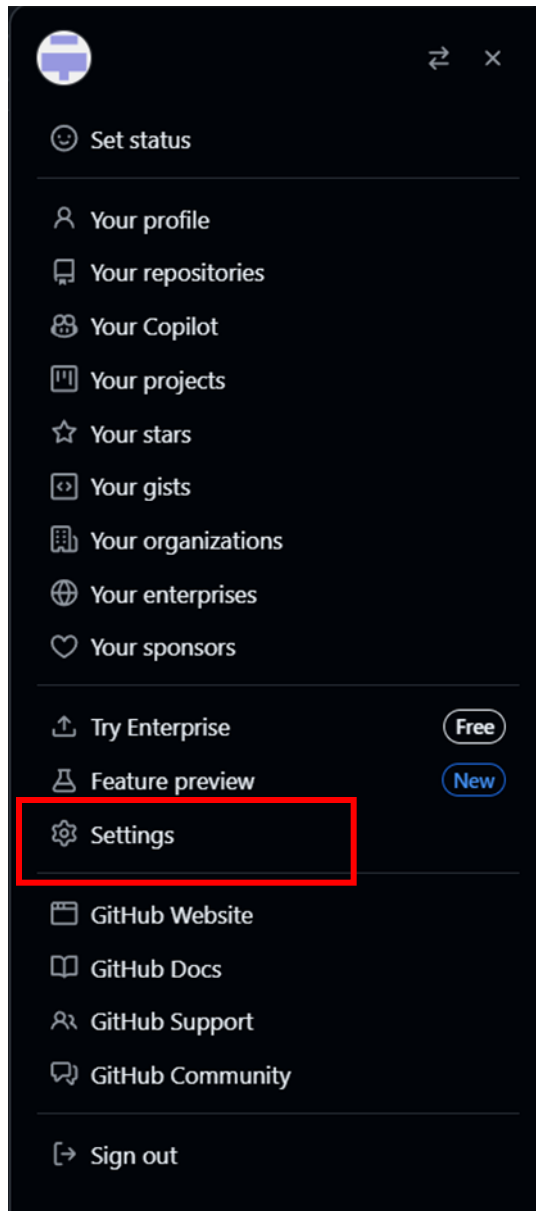 Set status
Your profile
Your repositories
Your Copilot
Your projects
Your stars
Your gists
Your organizations
Your enterprises
Your sponsors
Try Enterprise Free
Feature preview New
Settings
GitHub Website
GitHub Docs
GitHub Support
GitHub Community
Sign out